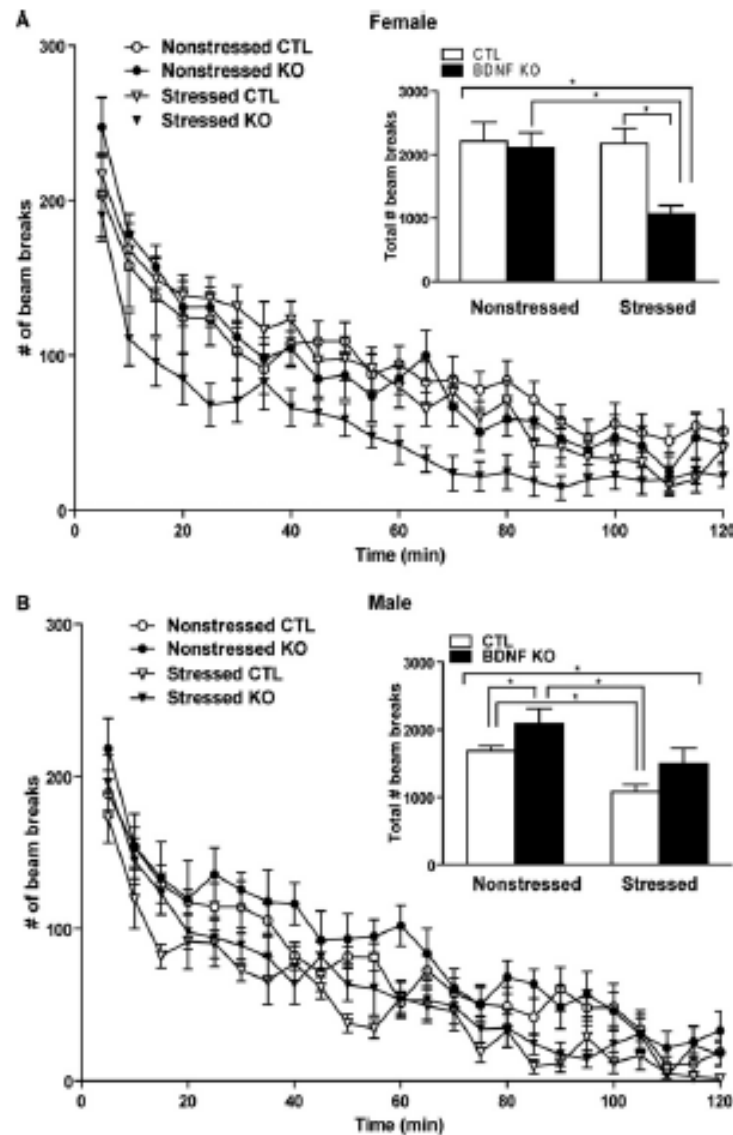 A
Female
Nonstressed CTL
Nonstressed KO
Stressed CTL
Stressed KO
300
200
100
0
# of beam breaks
20
40
60
80
100
120
Time (min)
CTL
BDNF KO
3000
2000
1000
0
Total # beam breaks
* 
*
*
Nonstressed
Stressed
B
Male
Nonstressed CTL
Nonstressed KO
Stressed CTL
Stressed KO
300
200
100
0
# of beam breaks
20
40
60
80
100
120
Time (min)
CTL
BDNF KO
3000
2000
1000
0
Total # beam breaks
*
*
*
*
Nonstressed
Stressed